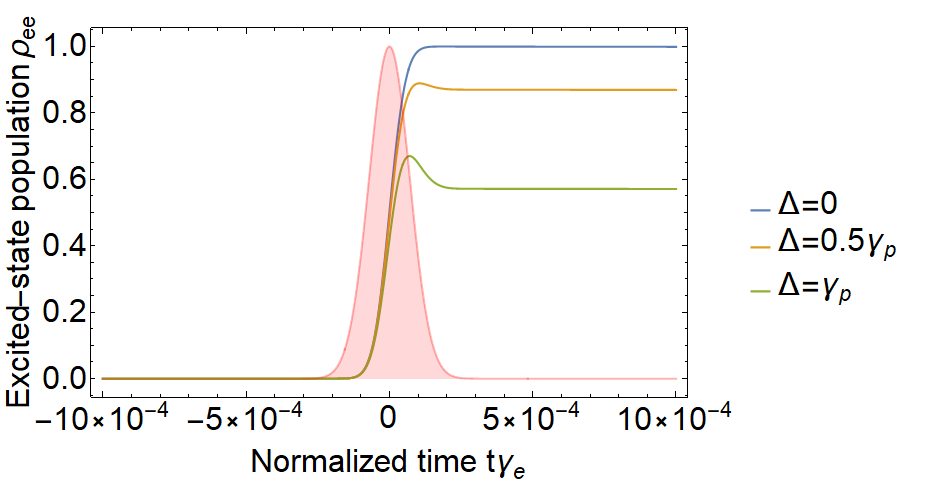 Excited-state population ρee
1.0
0.8
0.6
0.4
0.2
0.0
−10×10⁻⁴ −5×10⁻⁴ 0 5×10⁻⁴ 10×10⁻⁴
Normalized time tγe
Δ=0
Δ=0.5γp
Δ=γp